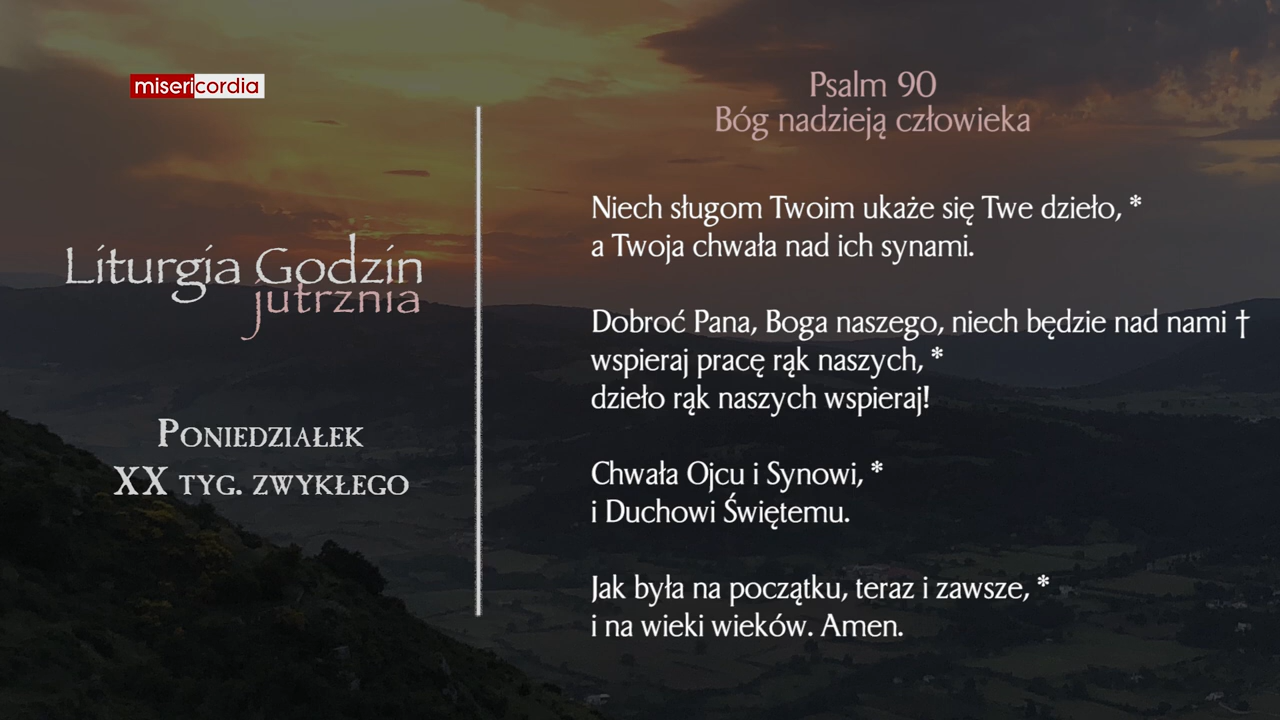 misericordia
Liturgia Godzin
jutrznia
Poniedziałek
XX tyg. zwykłego
Psalm 90
Bóg nadzieją człowieka
Niech sługom Twoim ukaże się Twe dzieło, *
a Twoja chwała nad ich synami.
Dobroć Pana, Boga naszego, niech będzie nad nami †
wspieraj pracę rąk naszych, *
dzieło rąk naszych wspieraj!
Chwała Ojcu i Synowi, *
i Duchowi Świętemu.
Jak była na początku, teraz i zawsze, *
i na wieki wieków. Amen.